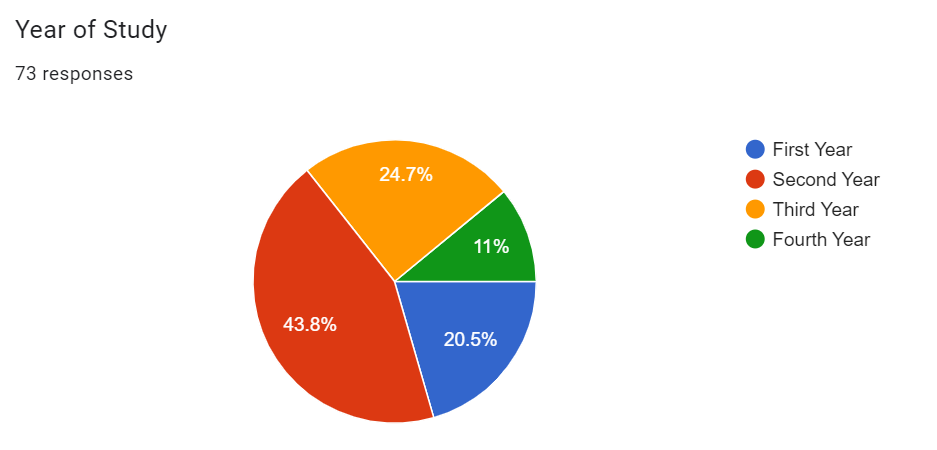 Year of Study
73 responses
24.7%
11%
43.8%
20.5%
First Year
Second Year
Third Year
Fourth Year